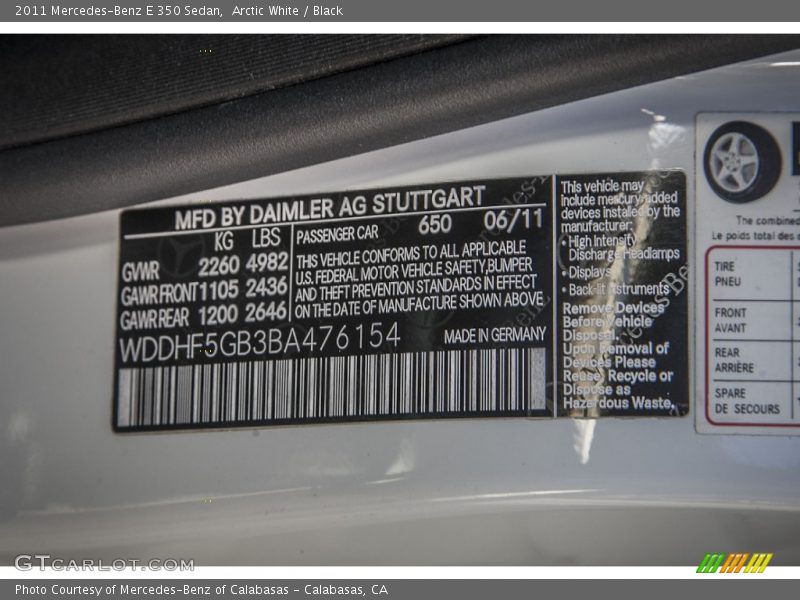 2011 Mercedes-Benz E 350 Sedan,  Arctic White / Black
MFD BY DAIMLER AG STUTTGART
KG LBS
GVWR 2260 4982
GAWR FRONT 1105 2436
GAWR REAR 1200 2646
PASSENGER CAR 650 06/11
THIS VEHICLE CONFORMS TO ALL APPLICABLE
U.S. FEDERAL MOTOR VEHICLE SAFETY, BUMPER
AND THEFT PREVENTION STANDARDS IN EFFECT
ON THE DATE OF MANUFACTURE SHOWN ABOVE.
WDDHF5GB3BA476154
MADE IN GERMANY
This vehicle may
include mercury-added
devices installed by the
manufacturer:
• High Intensity
Discharge Headlamps
• Displays
• Back-lit Instruments
Remove Devices
Before Vehicle
Disposal.
Upon Removal of
Devices Please
Reuse, Recycle or
Dispose as
Hazardous Waste.
The combined
Le poids total des
TIRE
PNEU
FRONT
AVANT
REAR
ARRIÈRE
SPARE
DE SECOURS
GTCARLOT.COM
Photo Courtesy of Mercedes-Benz of Calabasas - Calabasas, CA